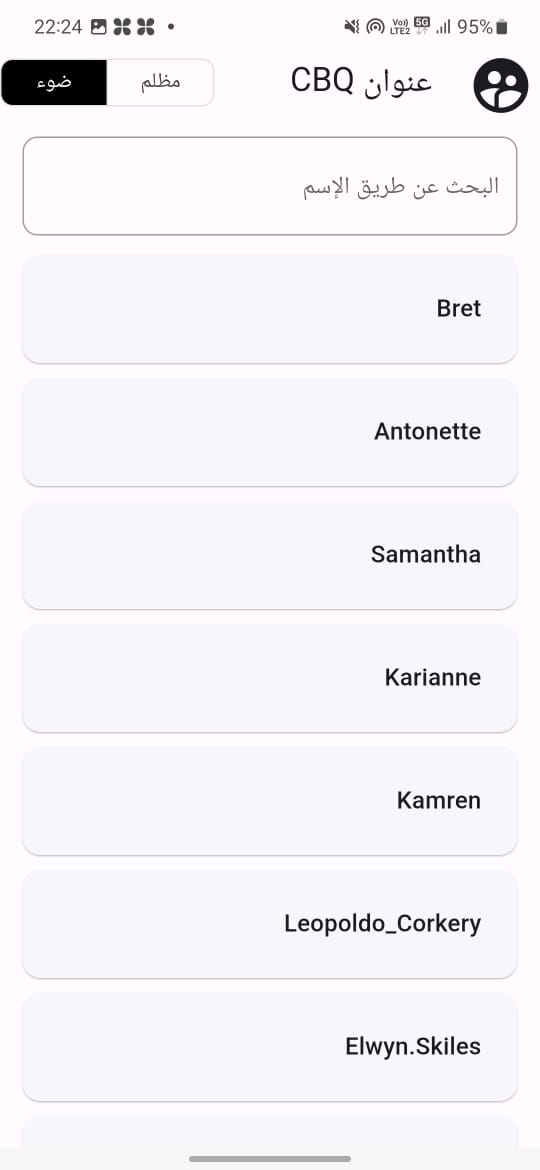 22:24 95%
Vo) 5G
LTE2
عنوان CBQ
مظلم
ضوء
البحث عن طريق الإسم
Bret
Antonette
Samantha
Karianne
Kamren
Leopoldo_Corkery
Elwyn.Skiles